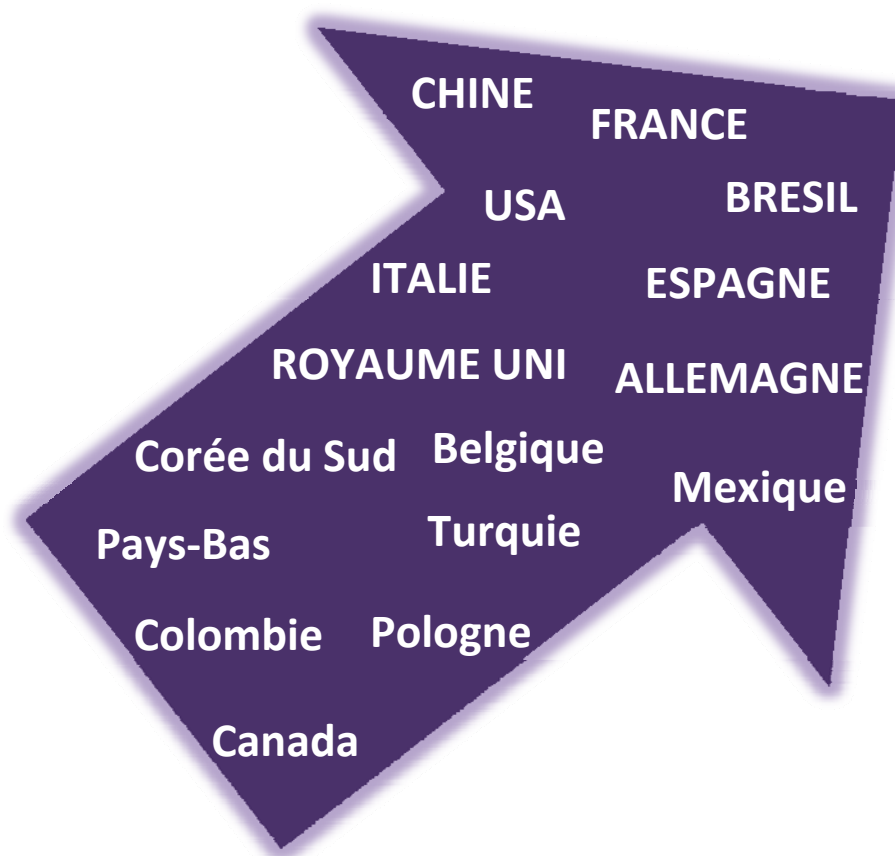 CHINE
FRANCE
BRESIL
USA
ITALIE
ESPAGNE
ROYAUME UNI
ALLEMAGNE
Corée du Sud
Belgique
Mexique
Pays-Bas
Turquie
Colombie
Pologne
Canada